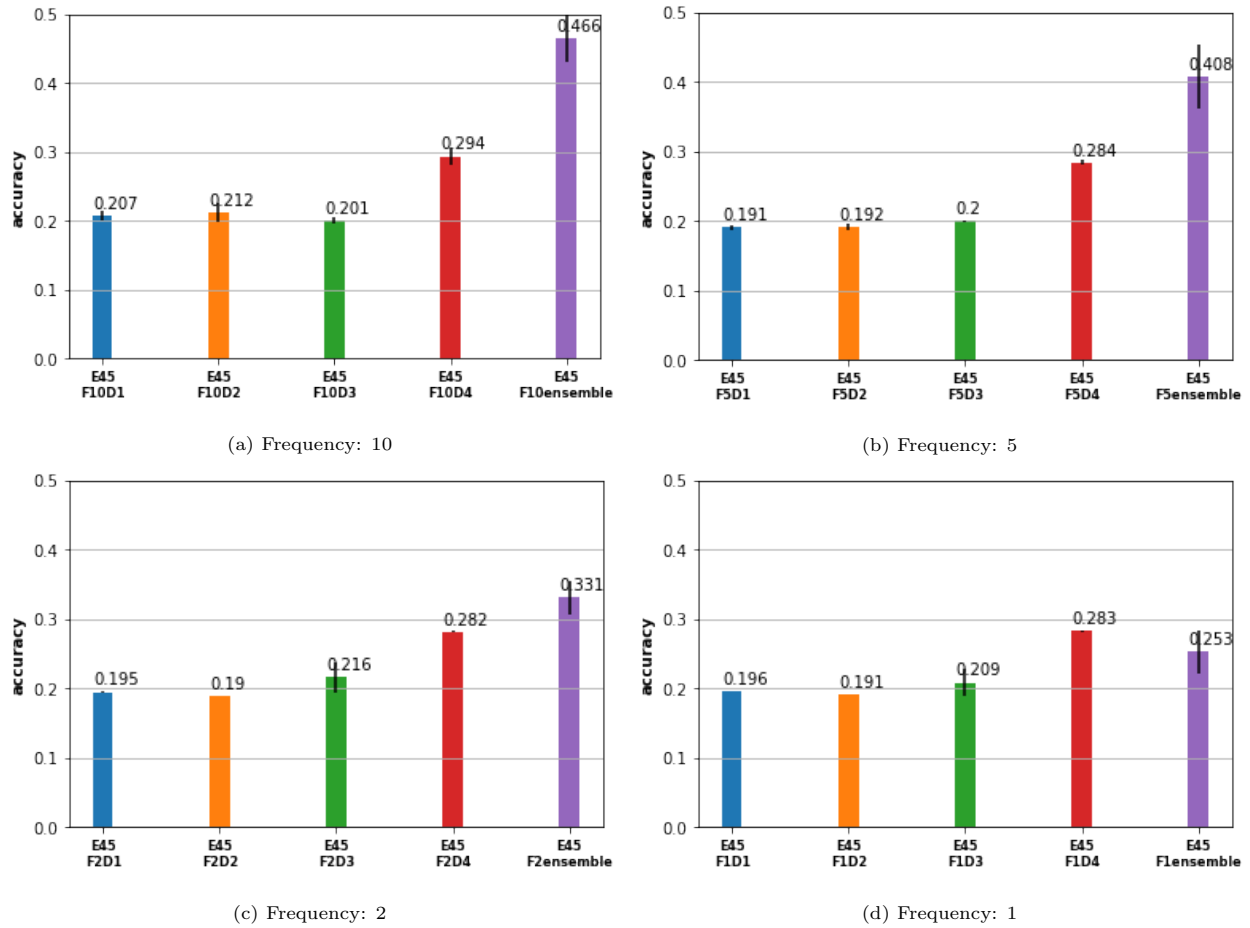 0.5
0.4
0.3
0.2
0.1
0.0
accuracy
0.207
0.212
0.201
0.294
0.466
E45
F10D1
E45
F10D2
E45
F10D3
E45
F10D4
E45
F10ensemble
(a) Frequency: 10
0.5
0.4
0.3
0.2
0.1
0.0
accuracy
0.191
0.192
0.2
0.284
0.408
E45
F5D1
E45
F5D2
E45
F5D3
E45
F5D4
E45
F5ensemble
(b) Frequency: 5
0.5
0.4
0.3
0.2
0.1
0.0
accuracy
0.195
0.19
0.216
0.282
0.331
E45
F2D1
E45
F2D2
E45
F2D3
E45
F2D4
E45
F2ensemble
(c) Frequency: 2
0.5
0.4
0.3
0.2
0.1
0.0
accuracy
0.196
0.191
0.209
0.283
0.253
E45
F1D1
E45
F1D2
E45
F1D3
E45
F1D4
E45
F1ensemble
(d) Frequency: 1